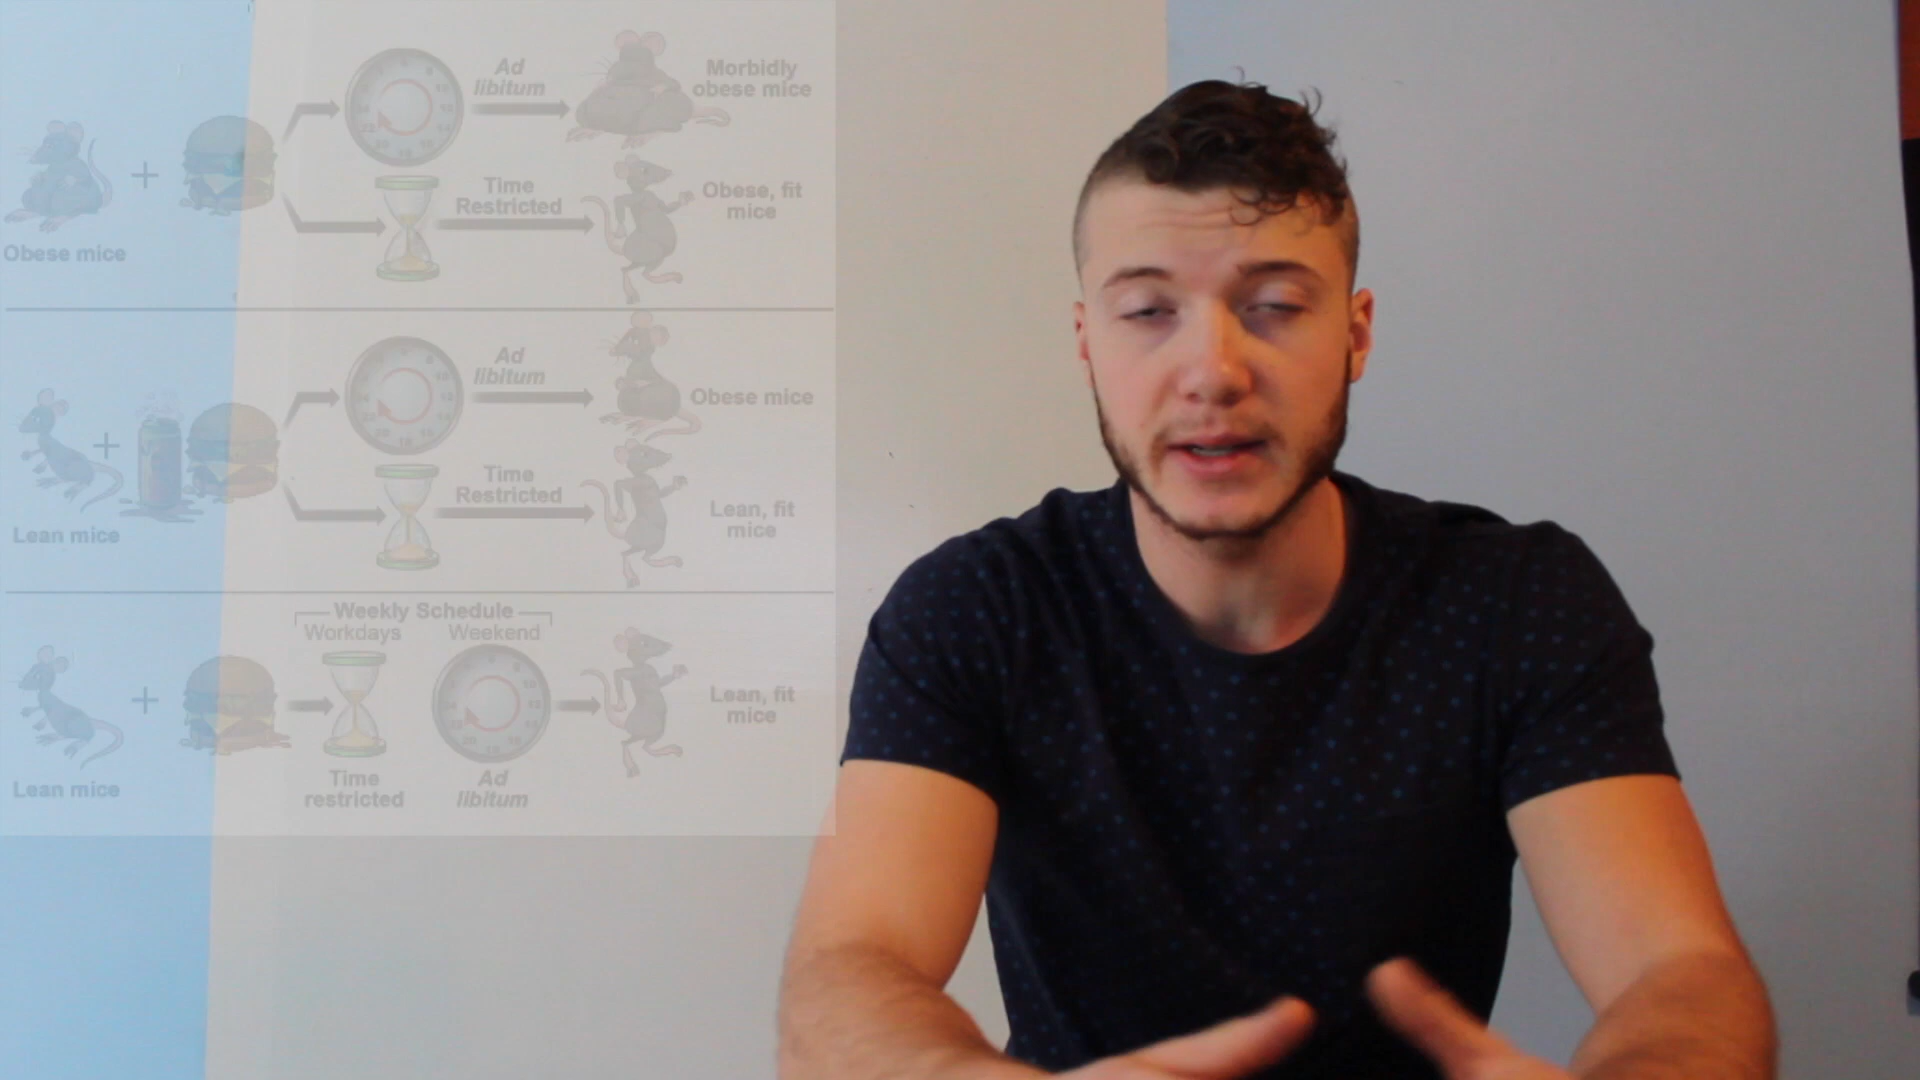 Ad
libitum
Morbidly
obese mice
Time
Restricted
Obese, fit
mice
Obese mice
Ad
libitum
Obese mice
Time
Restricted
Lean, fit
mice
Lean mice
Weekly Schedule
Workdays Weekend
Lean, fit
mice
Lean mice
Time
restricted
Ad
libitum